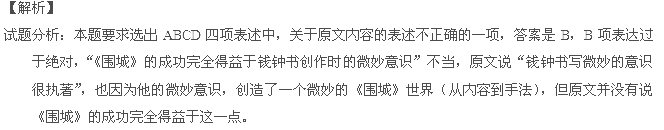 【解析】
试题分析：本题要求选出 ABCD 四项表述中，关于原文内容的表述不正确的一项，答案是 B，B 项表达过
于绝对，“《围城》的成功完全得益于钱钟书创作时的微妙意识”不当，原文说“钱钟书写微妙的意识
很执著”，也因为他的微妙意识，创造了一个微妙的《围城》世界（从内容到手法），但原文并没有说
《围城》的成功完全得益于这一点。